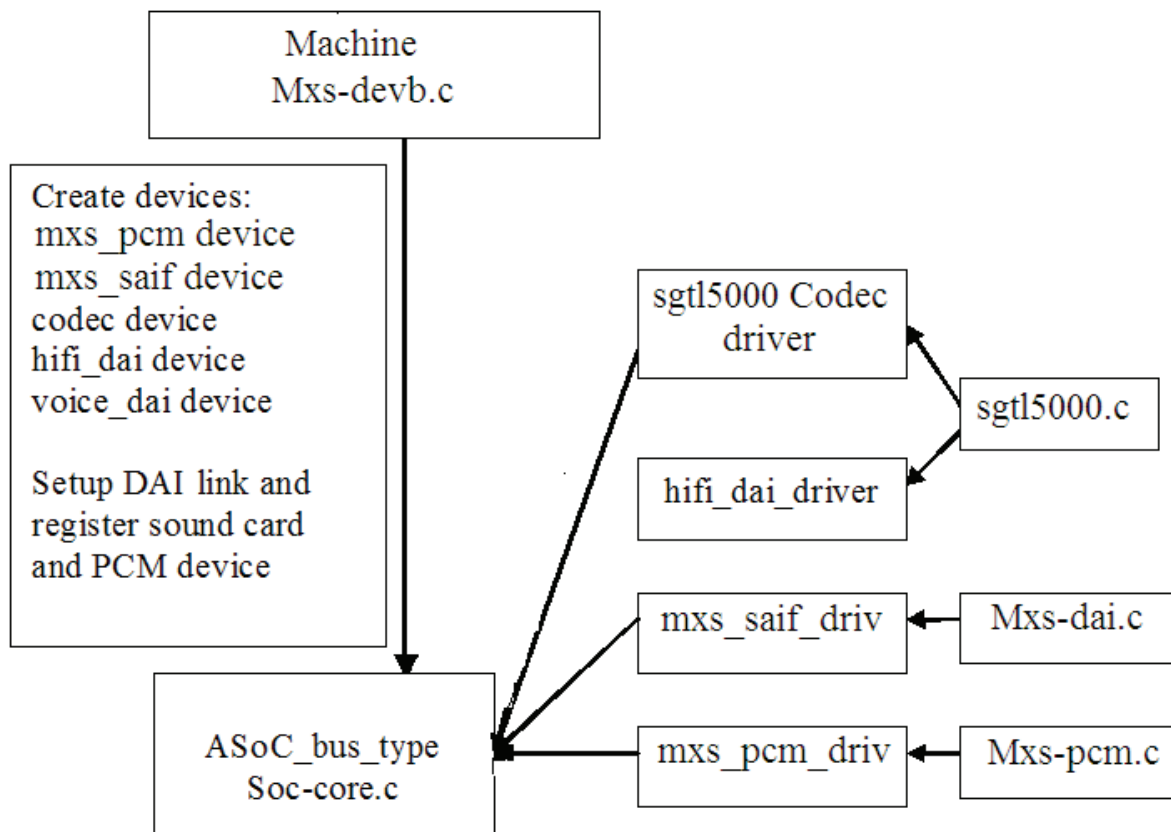 Machine
Mxs-devb.c
Create devices:
mxs_pcm device
mxs_saif device
codec device
hifi_dai device
voice_dai device
Setup DAI link and
register sound card
and PCM device
sgtl5000 Codec
driver
sgtl5000.c
hifi_dai_driver
mxs_saif_driv
Mxs-dai.c
ASoC_bus_type
Soc-core.c
mxs_pcm_driv
Mxs-pcm.c